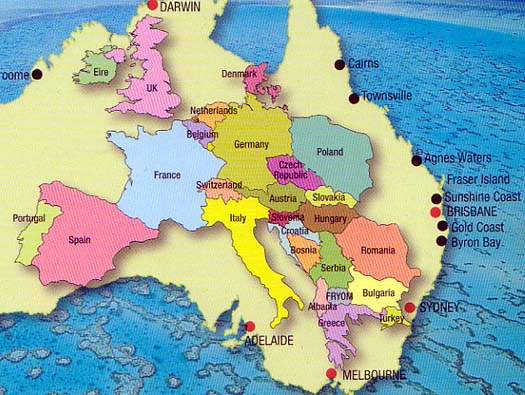 DARWIN
Eire
UK
Denmark
Cairns
roome
Townsville
Netherlands
Belgium
Germany
Poland
Agnes Waters
France
Czech
Republic
Fraser Island
Switzerland
Austria
Slovakia
Sunshine Coast
BRISBANE
Portugal
Spain
Italy
Slovenia
Hungary
Gold Coast
Croatia
Byron Bay
Bosnia
Romania
Serbia
FRYOM
Bulgaria
Albania
SYDNEY
Greece
Turkey
ADELAIDE
MELBOURNE